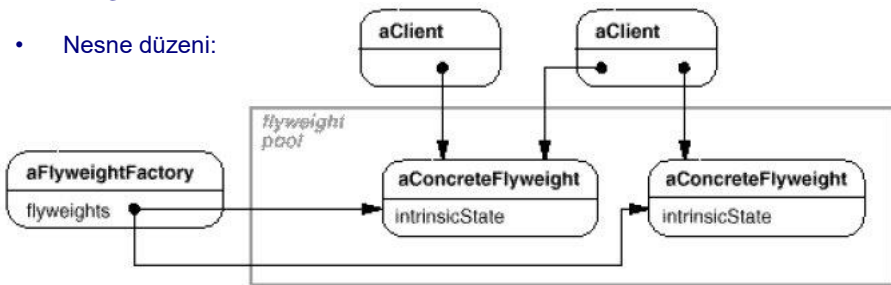 • Nesne düzeni:
aClient
aClient
flyweight
pool
aFlyweightFactory
flyweights
aConcreteFlyweight
intrinsicState
aConcreteFlyweight
intrinsicState